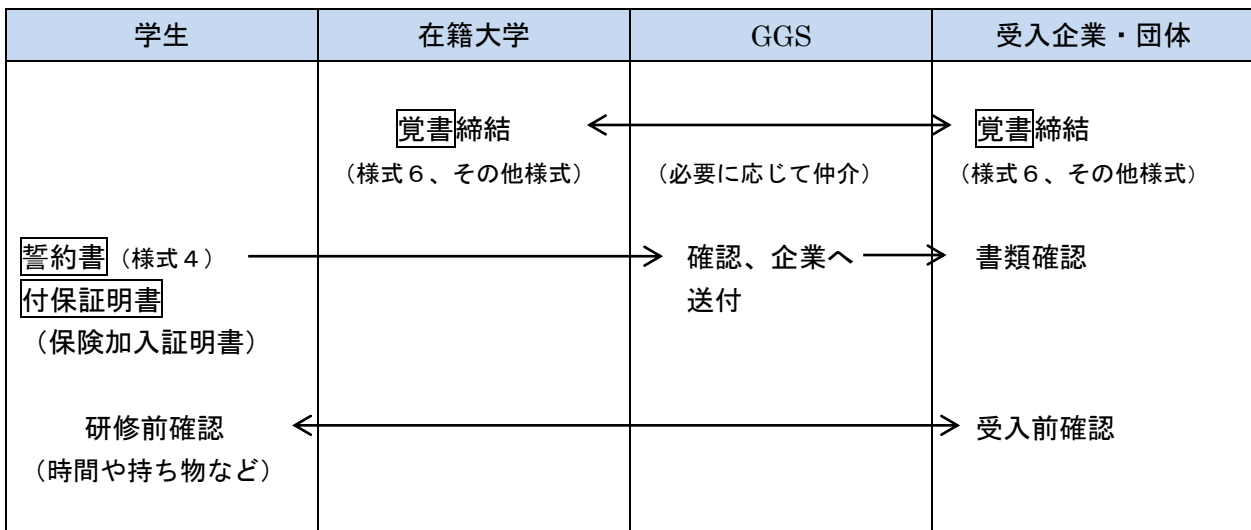 学生 在籍大学 GGS 受入企業・団体
覚書締結 覚書締結
（様式６、その他様式） （必要に応じて仲介） （様式６、その他様式）
誓約書（様式４） 確認、企業へ 書類確認
付保証明書 送付
（保険加入証明書）
研修前確認 受入前確認
（時間や持ち物など）